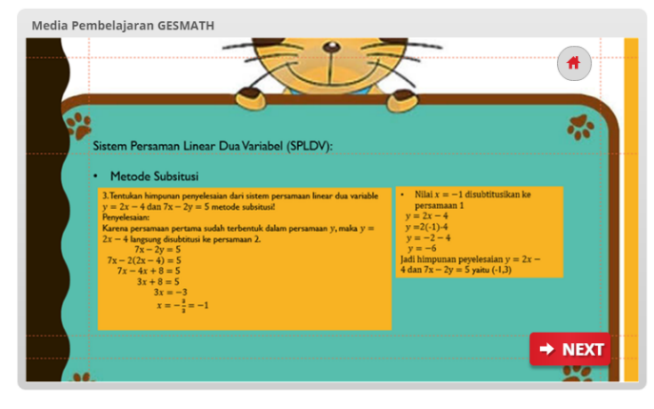 Media Pembelajaran GESMATH
Sistem Persaman Linear Dua Variabel (SPLDV):
• Metode Subsitusi
3.Tentukan himpunan penyelesaian dari sistem persamaan linear dua variable
y = 2x − 4 dan 7x − 2y = 5 metode subsitusi!
Penyelesaian:
Karena persamaan pertama sudah terbentuk dalam persamaan y, maka y =
2x − 4 langsung disubtitusi ke persamaan 2.
7x − 2y = 5
7x − 2(2x − 4) = 5
7x − 4x + 8 = 5
3x + 8 = 5
3x = −3
x = −3/3 = −1
• Nilai x = −1 disubtitusikan ke
persamaan 1
y = 2x − 4
y =2(-1)-4
y = −2 − 4
y = −6
Jadi himpunan peyelesaian y = 2x −
4 dan 7x − 2y = 5 yaitu (-1,3)
NEXT